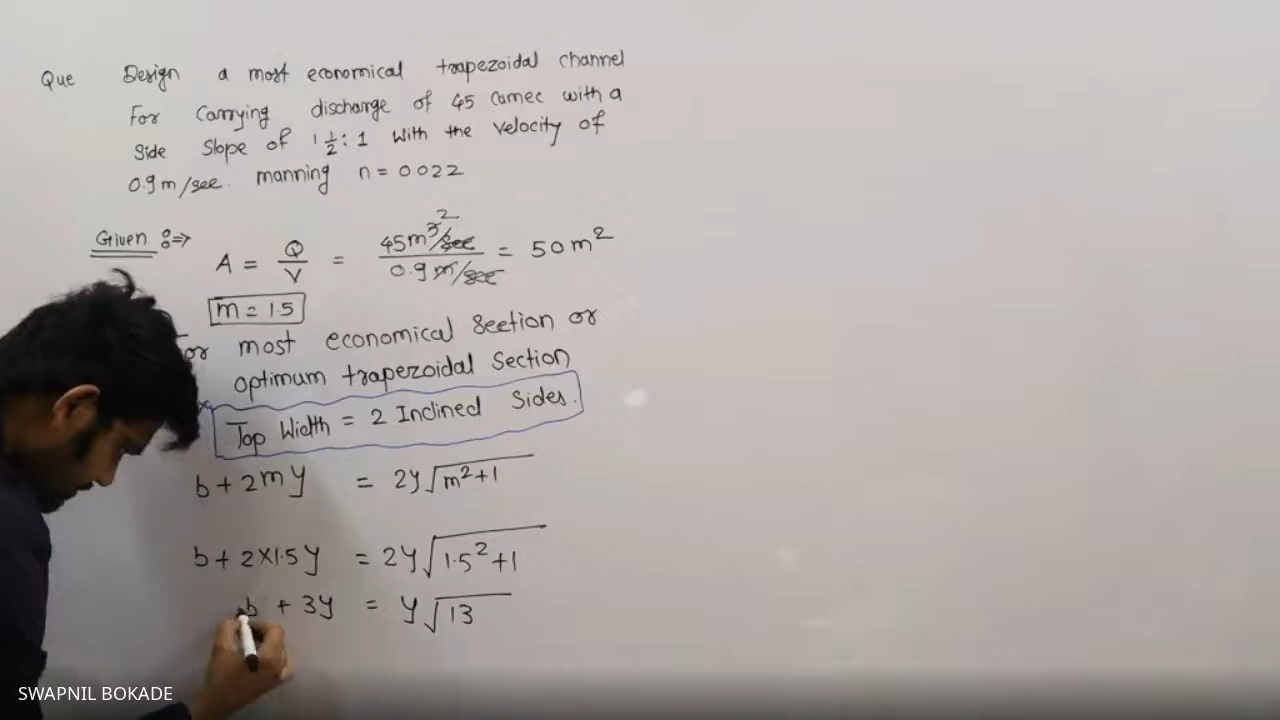 Que Design a most economical trapezoidal channel
For Carrying discharge of 45 Cumec with a
Side Slope of 1 1/2 : 1 With the Velocity of
0.9 m/sec. manning n = 0 022
Given :⇒
A = Q/V = 45m³/sec / 0.9 m/sec = 50 m²
2
m = 1.5
For most economical Section or
optimum trapezoidal Section
Top Width = 2 Inclined Sides.
b + 2my = 2y√(m²+1)
b + 2×1.5y = 2y√(1.5²+1)
b + 3y = y√13
SWAPNIL BOKADE